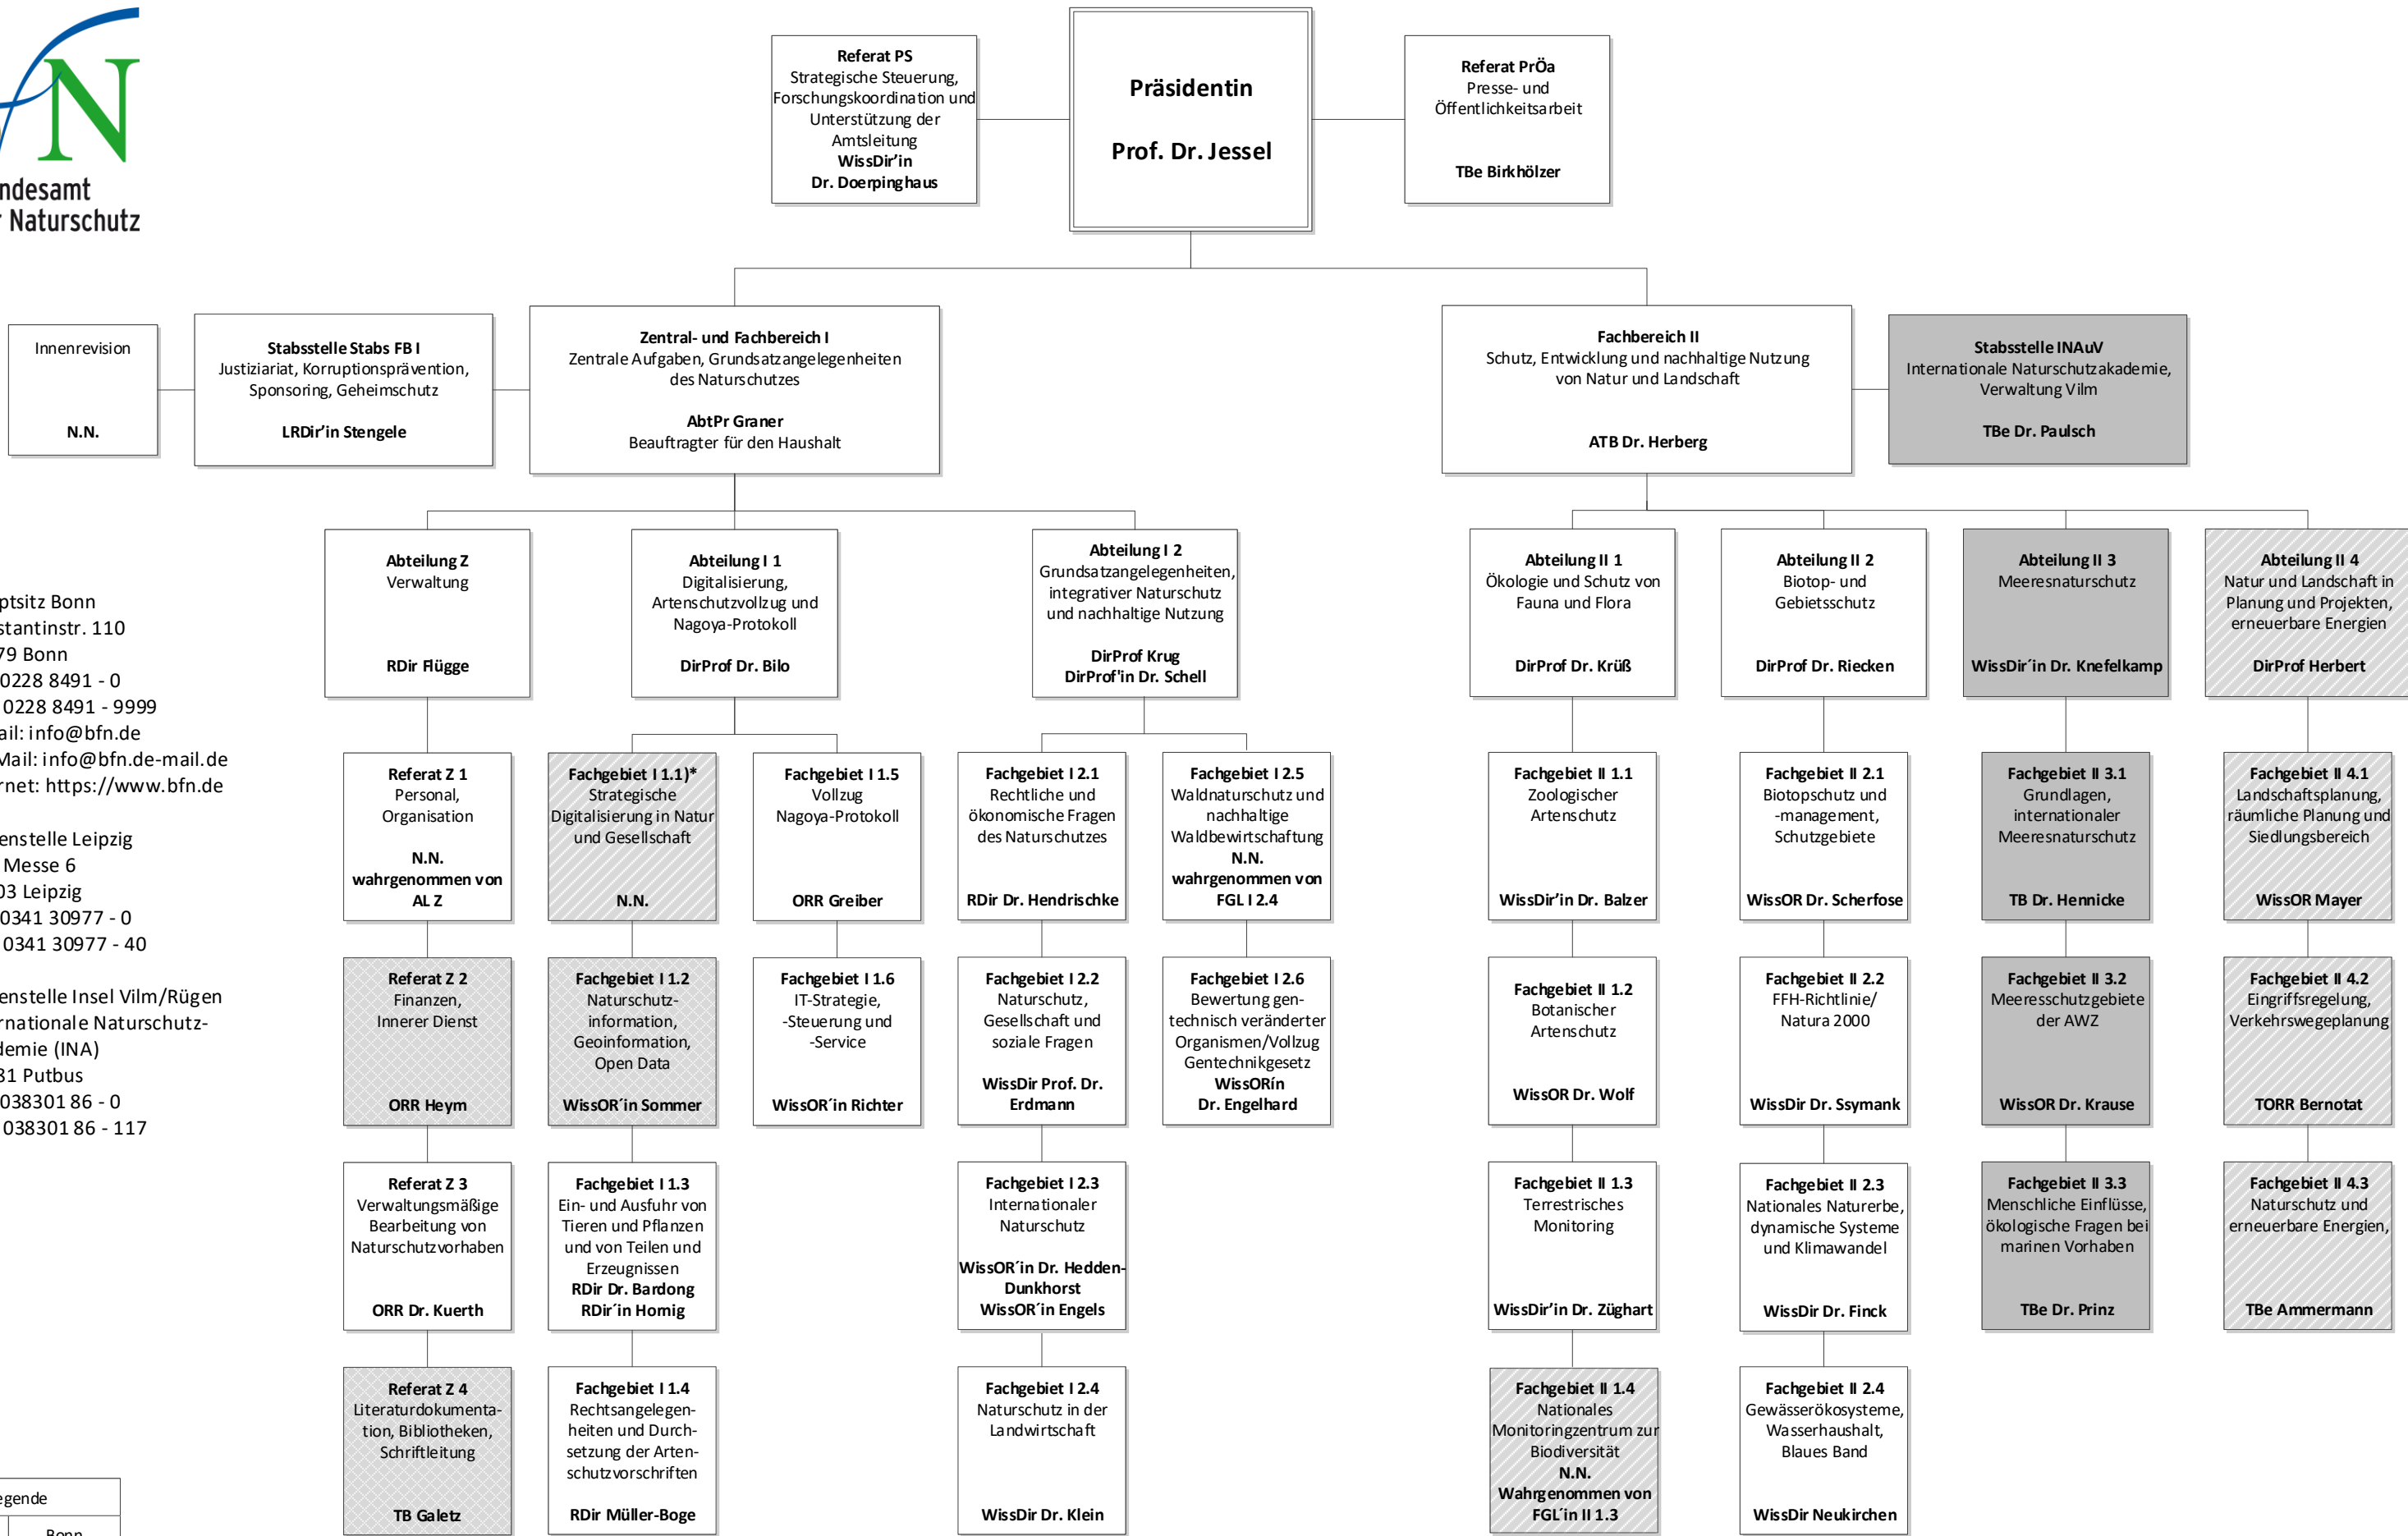 N
ndesamt
r Naturschutz
Referat PS
Strategische Steuerung,
Forschungskoordination und
Unterstützung der
Amtsleitung
WissDir’in
Dr. Doerpinghaus
Präsidentin
Prof. Dr. Jessel
Referat PrÖa
Presse- und
Öffentlichkeitsarbeit
TBe Birkhölzer
Innenrevision
N.N.
Stabsstelle Stabs FB I
Justiziariat, Korruptionsprävention,
Sponsoring, Geheimschutz
LRDir’in Stengele
Zentral- und Fachbereich I
Zentrale Aufgaben, Grundsatzangelegenheiten
des Naturschutzes
AbtPr Graner
Beauftragter für den Haushalt
Fachbereich II
Schutz, Entwicklung und nachhaltige Nutzung
von Natur und Landschaft
ATB Dr. Herberg
Stabsstelle INAuV
Internationale Naturschutzakademie,
Verwaltung Vilm
TBe Dr. Paulsch
ptsitz Bonn
stantinstr. 110
79 Bonn
0228 8491 - 0
0228 8491 - 9999
ail: info@bfn.de
Mail: info@bfn.de-mail.de
rnet: https://www.bfn.de
enstelle Leipzig
Messe 6
03 Leipzig
0341 30977 - 0
0341 30977 - 40
enstelle Insel Vilm/Rügen
rnationale Naturschutz-
demie (INA)
81 Putbus
038301 86 - 0
038301 86 - 117
Abteilung Z
Verwaltung
RDir Flügge
Abteilung I 1
Digitalisierung,
Artenschutzvollzug und
Nagoya-Protokoll
DirProf Dr. Bilo
Abteilung I 2
Grundsatzangelegenheiten,
integrativer Naturschutz
und nachhaltige Nutzung
DirProf Krug
DirProf'in Dr. Schell
Abteilung II 1
Ökologie und Schutz von
Fauna und Flora
DirProf Dr. Krüß
Abteilung II 2
Biotop- und
Gebietsschutz
DirProf Dr. Riecken
Abteilung II 3
Meeresnaturschutz
WissDir´in Dr. Knefelkamp
Abteilung II 4
Natur und Landschaft in
Planung und Projekten,
erneuerbare Energien
DirProf Herbert
Referat Z 1
Personal,
Organisation
N.N.
wahrgenommen von
AL Z
Fachgebiet I 1.1)*
Strategische
Digitalisierung in Natur
und Gesellschaft
N.N.
Fachgebiet I 1.5
Vollzug
Nagoya-Protokoll
ORR Greiber
Fachgebiet I 2.1
Rechtliche und
ökonomische Fragen
des Naturschutzes
RDir Dr. Hendrischke
Fachgebiet I 2.5
Waldnaturschutz und
nachhaltige
Waldbewirtschaftung
N.N.
wahrgenommen von
FGL I 2.4
Fachgebiet II 1.1
Zoologischer
Artenschutz
WissDir’in Dr. Balzer
Fachgebiet II 2.1
Biotopschutz und
-management,
Schutzgebiete
WissOR Dr. Scherfose
Fachgebiet II 3.1
Grundlagen,
internationaler
Meeresnaturschutz
TB Dr. Hennicke
Fachgebiet II 4.1
Landschaftsplanung,
räumliche Planung und
Siedlungsbereich
WissOR Mayer
Referat Z 2
Finanzen,
Innerer Dienst
ORR Heym
Fachgebiet I 1.2
Naturschutz-
information,
Geoinformation,
Open Data
WissOR´in Sommer
Fachgebiet I 1.6
IT-Strategie,
-Steuerung und
-Service
WissOR´in Richter
Fachgebiet I 2.2
Naturschutz,
Gesellschaft und
soziale Fragen
WissDir Prof. Dr.
Erdmann
Fachgebiet I 2.6
Bewertung gen-
technisch veränderter
Organismen/Vollzug
Gentechnikgesetz
WissORín
Dr. Engelhard
Fachgebiet II 1.2
Botanischer
Artenschutz
WissOR Dr. Wolf
Fachgebiet II 2.2
FFH-Richtlinie/
Natura 2000
WissDir Dr. Ssymank
Fachgebiet II 3.2
Meeresschutzgebiete
der AWZ
WissOR Dr. Krause
Fachgebiet II 4.2
Eingriffsregelung,
Verkehrswegeplanung
TORR Bernotat
Referat Z 3
Verwaltungsmäßige
Bearbeitung von
Naturschutzvorhaben
ORR Dr. Kuerth
Fachgebiet I 1.3
Ein- und Ausfuhr von
Tieren und Pflanzen
und von Teilen und
Erzeugnissen
RDir Dr. Bardong
RDir´in Hornig
Fachgebiet I 2.3
Internationaler
Naturschutz
WissOR´in Dr. Hedden-
Dunkhorst
WissOR´in Engels
Fachgebiet II 1.3
Terrestrisches
Monitoring
WissDir’in Dr. Züghart
Fachgebiet II 2.3
Nationales Naturerbe,
dynamische Systeme
und Klimawandel
WissDir Dr. Finck
Fachgebiet II 3.3
Menschliche Einflüsse,
ökologische Fragen bei
marinen Vorhaben
TBe Dr. Prinz
Fachgebiet II 4.3
Naturschutz und
erneuerbare Energien,
TBe Ammermann
Referat Z 4
Literaturdokumenta-
tion, Bibliotheken,
Schriftleitung
TB Galetz
Fachgebiet I 1.4
Rechtsangelegen-
heiten und Durch-
setzung der Arten-
schutzvorschriften
RDir Müller-Boge
Fachgebiet I 2.4
Naturschutz in der
Landwirtschaft
WissDir Dr. Klein
Fachgebiet II 1.4
Nationales
Monitoringzentrum zur
Biodiversität
N.N.
Wahrgenommen von
FGL´in II 1.3
Fachgebiet II 2.4
Gewässerökosysteme,
Wasserhaushalt,
Blaues Band
WissDir Neukirchen
egende
Bonn